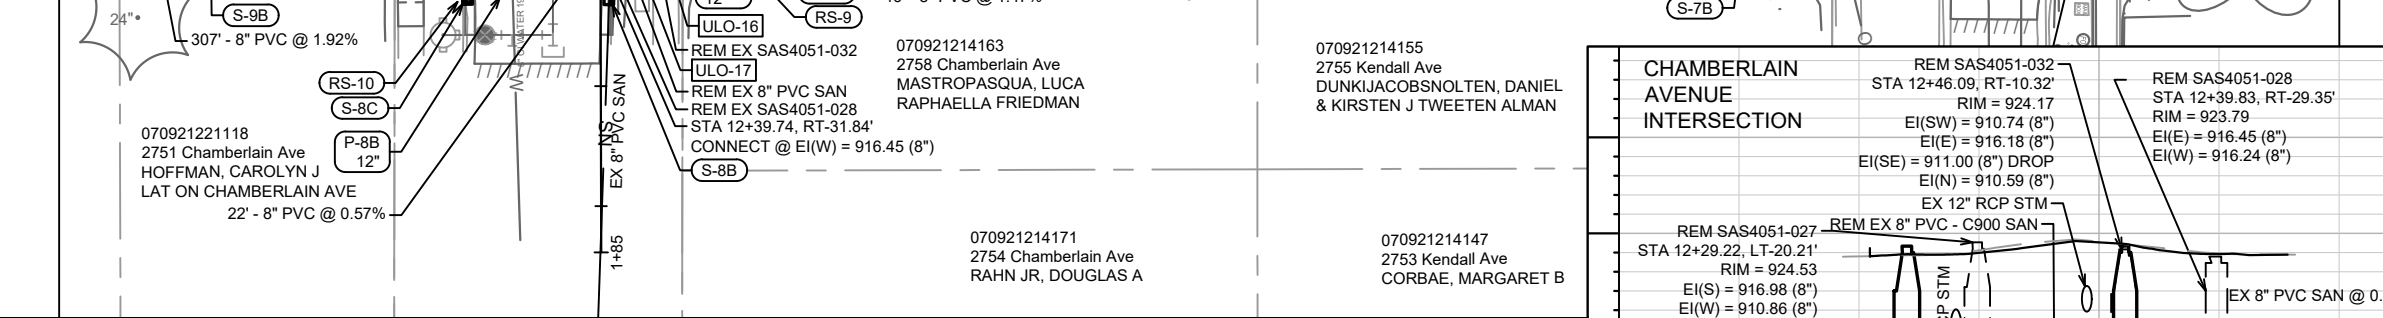 24"
S-9B
307' - 8" PVC @ 1.92%
RS-10
S-8C
P-8B
12"
070921221118
2751 Chamberlain Ave
HOFFMAN, CAROLYN J
LAT ON CHAMBERLAIN AVE
22' - 8" PVC @ 0.57%
EX 8" PVC SAN
1+85
12"
RS-9
ULO-16
REM EX SAS4051-032
ULO-17
REM EX 8" PVC SAN
REM EX SAS4051-028
STA 12+39.74, RT-31.84'
CONNECT @ EI(W) = 916.45 (8")
S-8B
070921214163
2758 Chamberlain Ave
MASTROPASQUA, LUCA
RAPHAELLA FRIEDMAN
070921214171
2754 Chamberlain Ave
RAHN JR, DOUGLAS A
070921214155
2755 Kendall Ave
DUNKIJACOBSNOLTEN, DANIEL
& KIRSTEN J TWEETEN ALMAN
070921214147
2753 Kendall Ave
CORBAE, MARGARET B
S-7B
CHAMBERLAIN
AVENUE
INTERSECTION
REM SAS4051-032
STA 12+46.09, RT-10.32'
RIM = 924.17
EI(SW) = 910.74 (8")
EI(E) = 916.18 (8")
EI(SE) = 911.00 (8") DROP
EI(N) = 910.59 (8")
EX 12" RCP STM
REM EX 8" PVC - C900 SAN
REM SAS4051-027
STA 12+29.22, LT-20.21'
RIM = 924.53
EI(S) = 916.98 (8")
EI(W) = 910.86 (8")
REM SAS4051-028
STA 12+39.83, RT-29.35'
RIM = 923.79
EI(E) = 916.45 (8")
EI(W) = 916.24 (8")
CP STM
EX 8" PVC SAN @ 0.